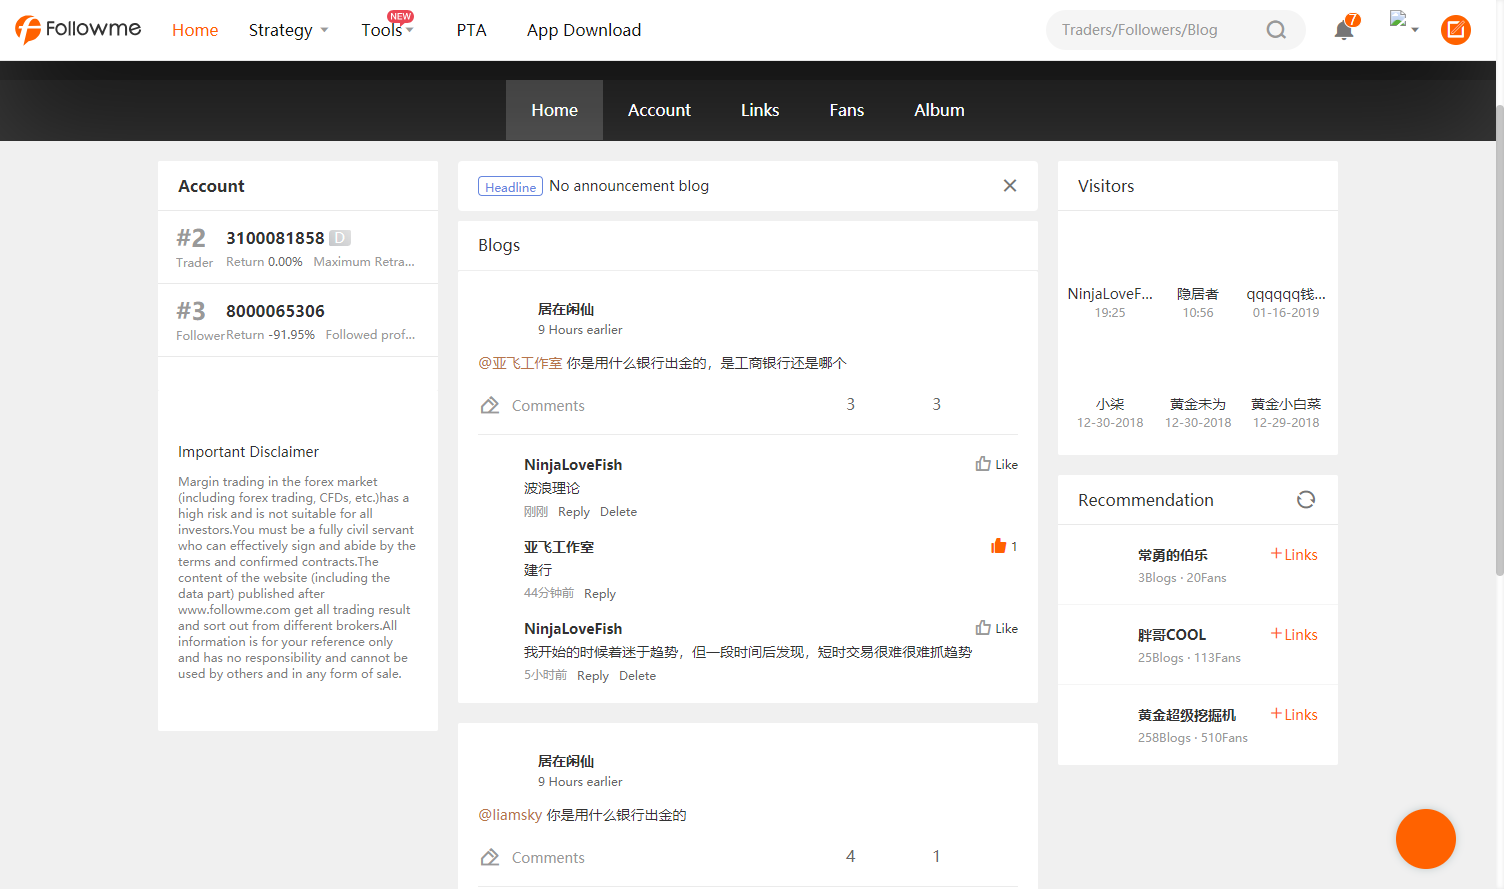 Followme
Home
Strategy
Tools
NEW
PTA
App Download
Traders/Followers/Blog
7
Home
Account
Links
Fans
Album
Account
#2
3100081858 D
Trader
Return 0.00% Maximum Retra...
#3
8000065306
Follower
Return -91.95% Followed prof...
Important Disclaimer
Margin trading in the forex market
(including forex trading, CFDs, etc.)has a
high risk and is not suitable for all
investors.You must be a fully civil servant
who can effectively sign and abide by the
terms and confirmed contracts.The
content of the website (including the
data part) published after
www.followme.com get all trading result
and sort out from different brokers.All
information is for your reference only
and has no responsibility and cannot be
used by others and in any form of sale.
Headline No announcement blog
Blogs
居在闲仙
9 Hours earlier
@亚飞工作室 你是用什么银行出金的，是工商银行还是哪个
Comments 3 3
NinjaLoveFish Like
波浪理论
刚刚 Reply Delete
亚飞工作室 1
建行
44分钟前 Reply
NinjaLoveFish Like
我开始的时候着迷于趋势，但一段时间后发现，短时交易很难很难抓趋势
5小时前 Reply Delete
居在闲仙
9 Hours earlier
@liamsky 你是用什么银行出金的
Comments 4 1
Visitors
NinjaLoveF... 隐居者 qqqqqq钱...
19:25 10:56 01-16-2019
小柒 黄金未为 黄金小白菜
12-30-2018 12-30-2018 12-29-2018
Recommendation
常勇的伯乐 +Links
3Blogs · 20Fans
胖哥COOL +Links
25Blogs · 113Fans
黄金超级挖掘机 +Links
258Blogs · 510Fans